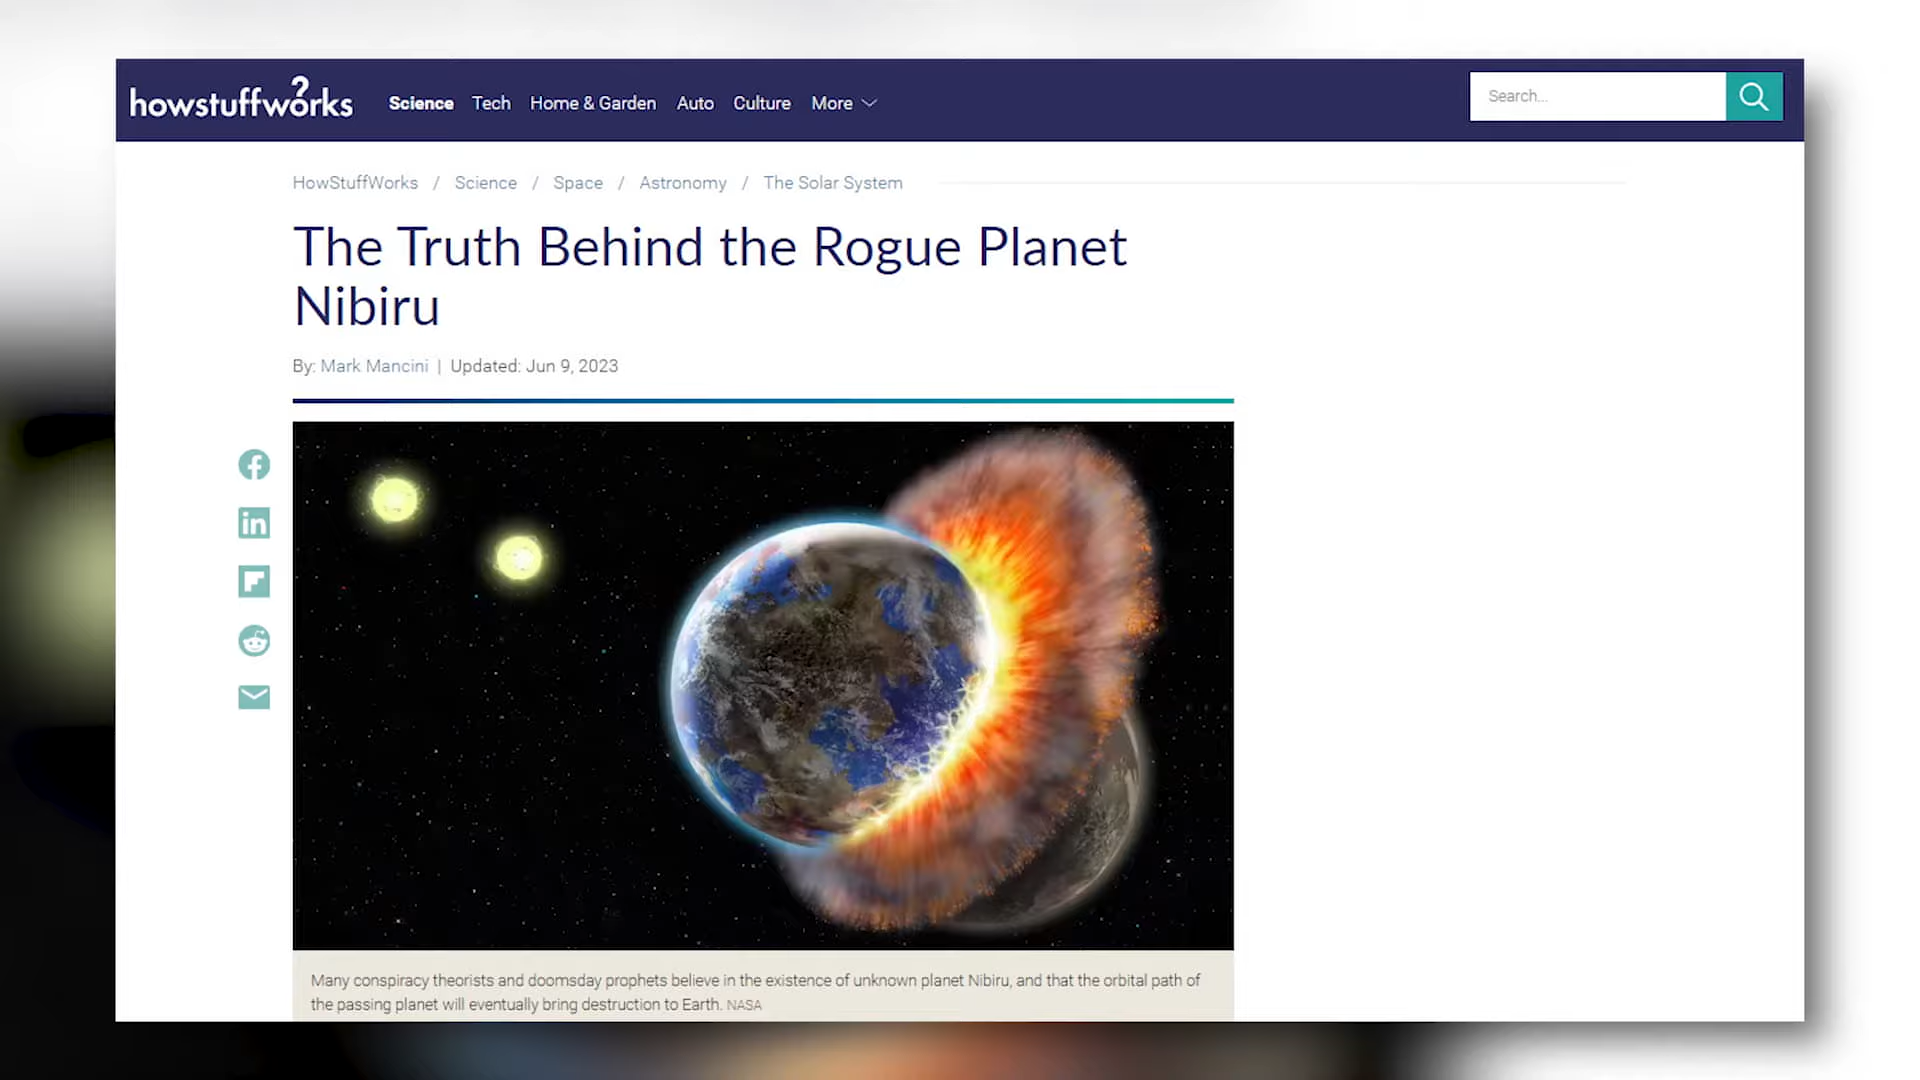 howstuffworks
Science Tech Home & Garden Auto Culture More
Search...
HowStuffWorks / Science / Space / Astronomy / The Solar System
The Truth Behind the Rogue Planet
Nibiru
By: Mark Mancini | Updated: Jun 9, 2023
Many conspiracy theorists and doomsday prophets believe in the existence of unknown planet Nibiru, and that the orbital path of
the passing planet will eventually bring destruction to Earth. NASA